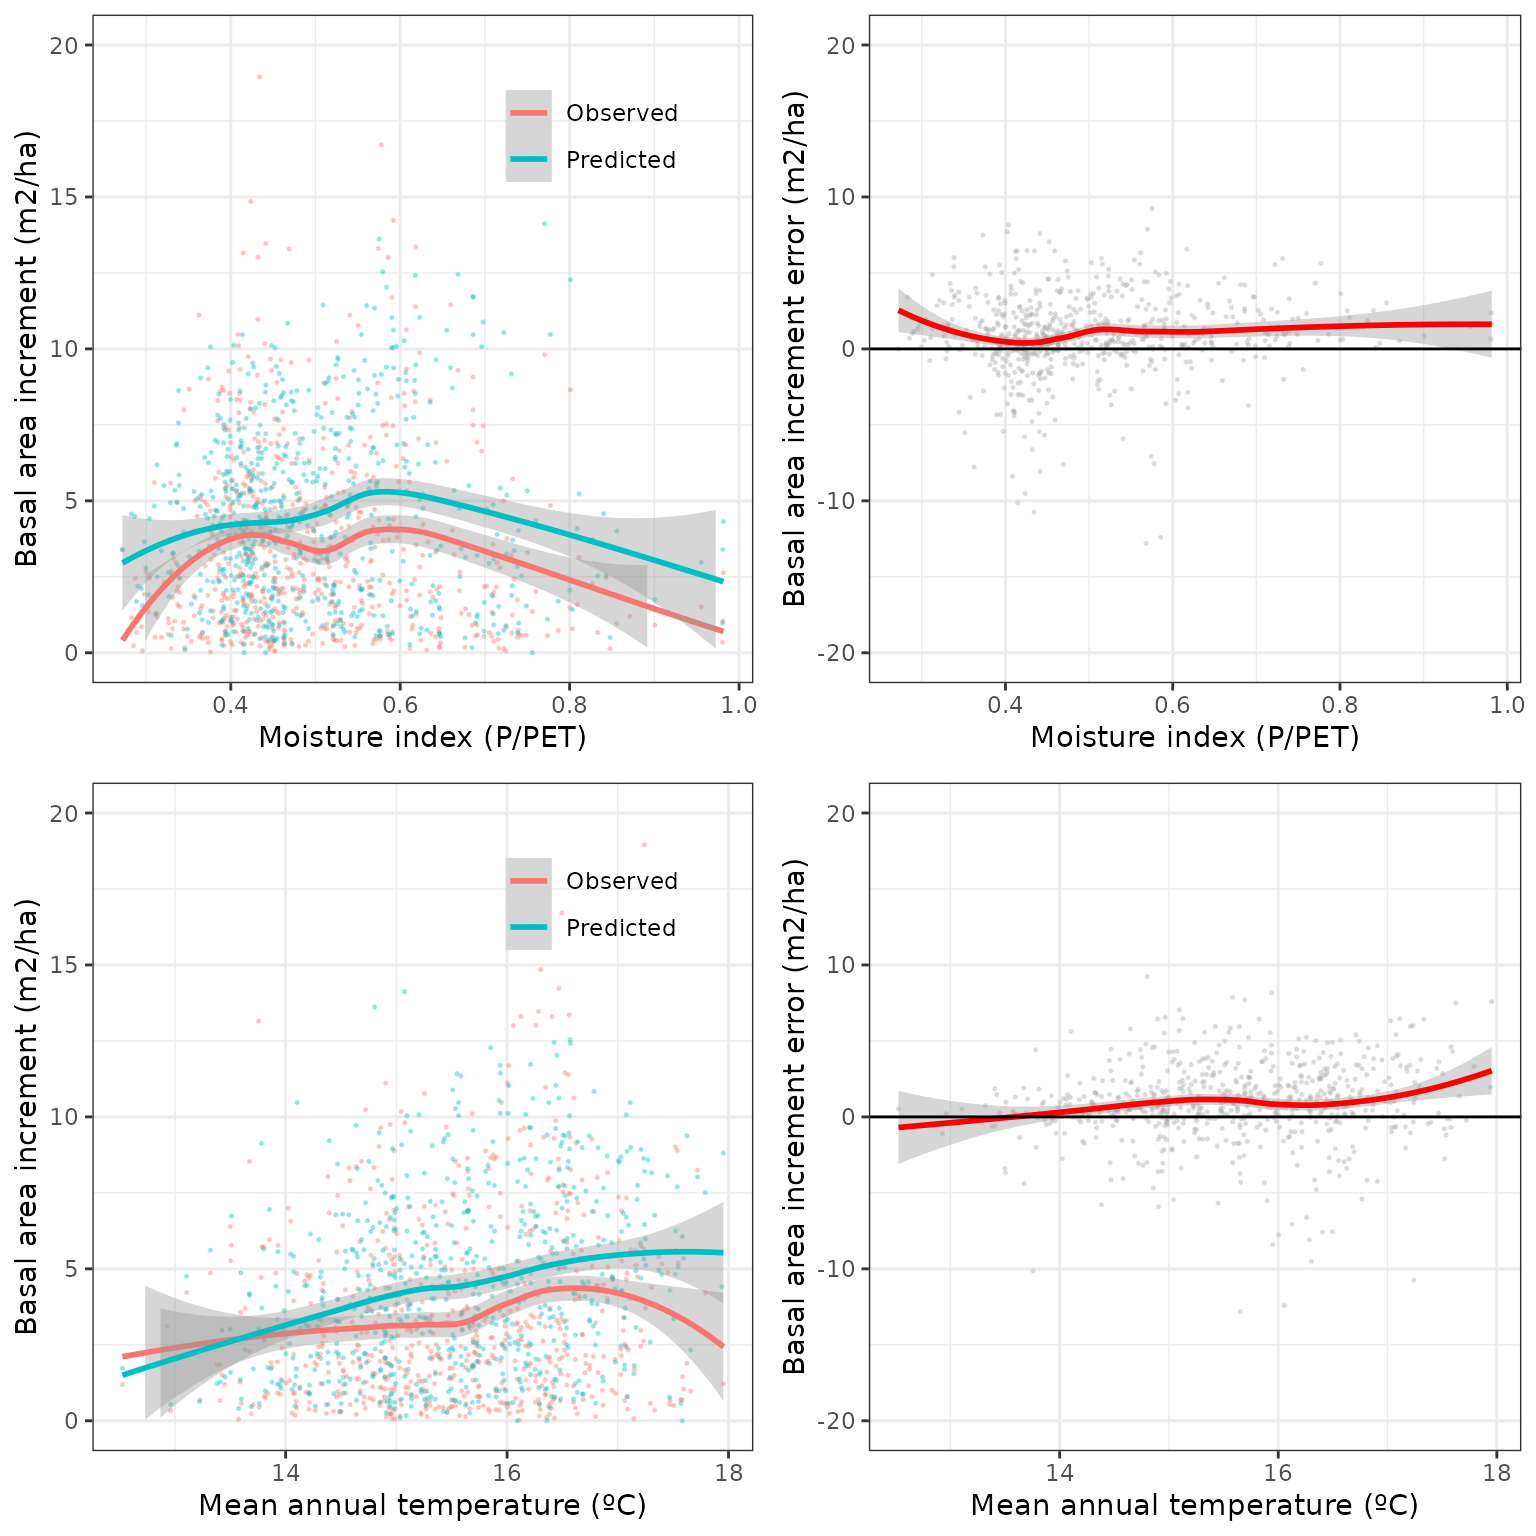 Basal area increment (m2/ha)
20
15
10
5
0
Observed
Predicted
0.4
0.6
0.8
1.0
Moisture index (P/PET)
Basal area increment error (m2/ha)
20
10
0
-10
-20
0.4
0.6
0.8
1.0
Moisture index (P/PET)
Basal area increment (m2/ha)
20
15
10
5
0
Observed
Predicted
14
16
18
Mean annual temperature (ºC)
Basal area increment error (m2/ha)
20
10
0
-10
-20
14
16
18
Mean annual temperature (ºC)